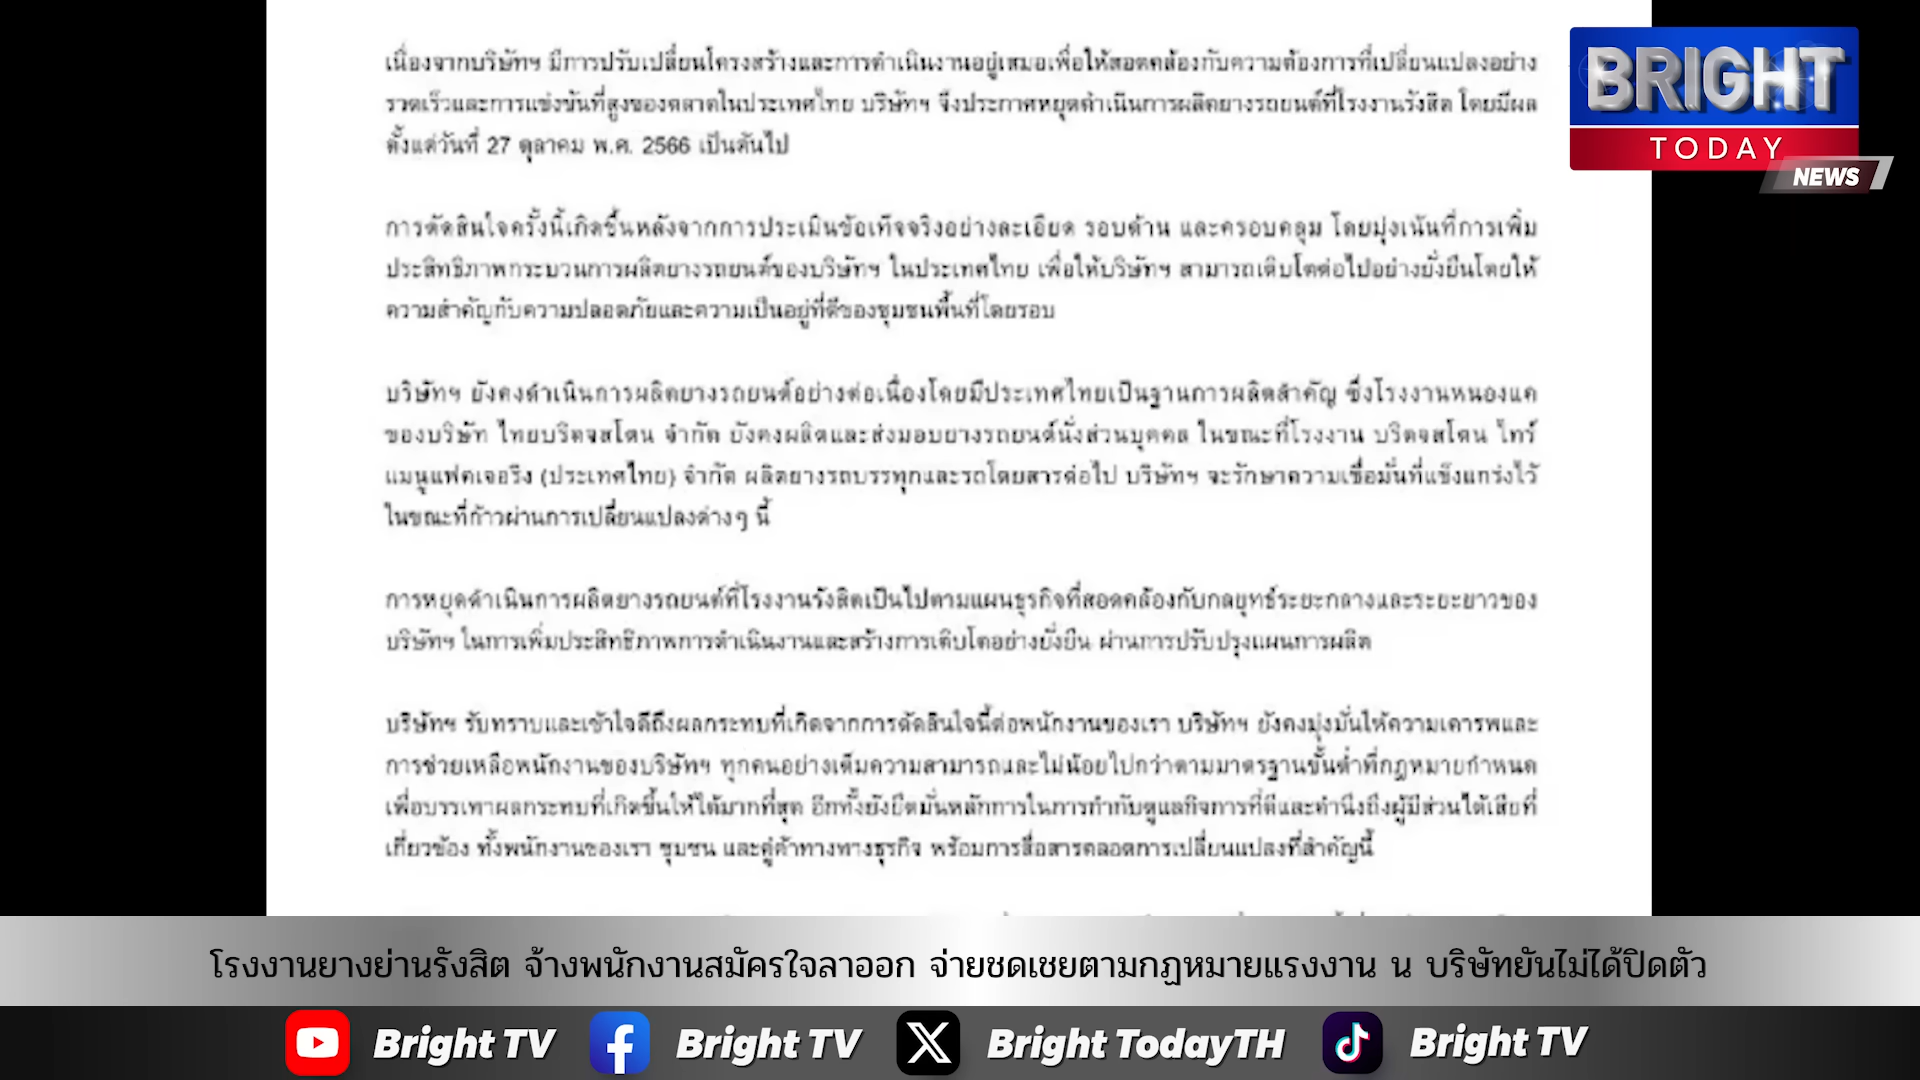 เนื่องจากบริษัทฯ มีการปรับเปลี่ยนโครงสร้างและการดำเนินงานอยู่เสมอเพื่อให้สอดคล้องกับความต้องการที่เปลี่ยนแปลงอย่าง
รวดเร็วและการแข่งขันที่สูงของตลาดในประเทศไทย บริษัทฯ จึงประกาศหยุดดำเนินการผลิตยางรถยนต์ที่โรงงานรังสิต โดยมีผล
ตั้งแต่วันที่ 27 ตุลาคม พ.ศ. 2566 เป็นต้นไป
การตัดสินใจครั้งนี้เกิดขึ้นหลังจากการประเมินข้อเท็จจริงอย่างละเอียด รอบด้าน และครอบคลุม โดยมุ่งเน้นที่การเพิ่ม
ประสิทธิภาพกระบวนการผลิตยางรถยนต์ของบริษัทฯ ในประเทศไทย เพื่อให้บริษัทฯ สามารถเติบโตต่อไปอย่างยั่งยืนโดยให้
ความสำคัญกับความปลอดภัยและความเป็นอยู่ที่ดีของชุมชนพื้นที่โดยรอบ
บริษัทฯ ยังคงดำเนินการผลิตยางรถยนต์อย่างต่อเนื่องโดยมีประเทศไทยเป็นฐานการผลิตสำคัญ ซึ่งโรงงานหนองแค
ของบริษัท ไทยบริดจสโตน จำกัด ยังคงผลิตและส่งมอบยางรถยนต์นั่งส่วนบุคคล ในขณะที่โรงงาน บริดจสโตน ไทร์
แมนูแฟคเจอริง (ประเทศไทย) จำกัด ผลิตยางรถบรรทุกและรถโดยสารต่อไป บริษัทฯ จะรักษาความเชื่อมั่นที่แข็งแกร่งไว้
ในขณะที่ก้าวผ่านการเปลี่ยนแปลงต่างๆ นี้
การหยุดดำเนินการผลิตยางรถยนต์ที่โรงงานรังสิตเป็นไปตามแผนธุรกิจที่สอดคล้องกับกลยุทธ์ระยะกลางและระยะยาวของ
บริษัทฯ ในการเพิ่มประสิทธิภาพการดำเนินงานและสร้างการเติบโตอย่างยั่งยืน ผ่านการปรับปรุงแผนการผลิต
บริษัทฯ รับทราบและเข้าใจดีถึงผลกระทบที่เกิดจากการตัดสินใจนี้ต่อพนักงานของเรา บริษัทฯ ยังคงมุ่งมั่นให้ความเคารพและ
การช่วยเหลือพนักงานของบริษัทฯ ทุกคนอย่างเต็มความสามารถและไม่น้อยไปกว่าตามมาตรฐานขั้นต่ำที่กฎหมายกำหนด
เพื่อบรรเทาผลกระทบที่เกิดขึ้นให้ได้มากที่สุด อีกทั้งยังยึดมั่นหลักการในการกำกับดูแลกิจการที่ดีและคำนึงถึงผู้มีส่วนได้เสียที่
เกี่ยวข้อง ทั้งพนักงานของเรา ชุมชน และคู่ค้าทางทางธุรกิจ พร้อมการสื่อสารตลอดการเปลี่ยนแปลงที่สำคัญนี้
BRIGHT
TODAY
NEWS
โรงงานยางย่านรังสิต จ้างพนักงานสมัครใจลาออก จ่ายชดเชยตามกฎหมายแรงงาน น บริษัทยันไม่ได้ปิดตัว
Bright TV Bright TV Bright TodayTH Bright TV